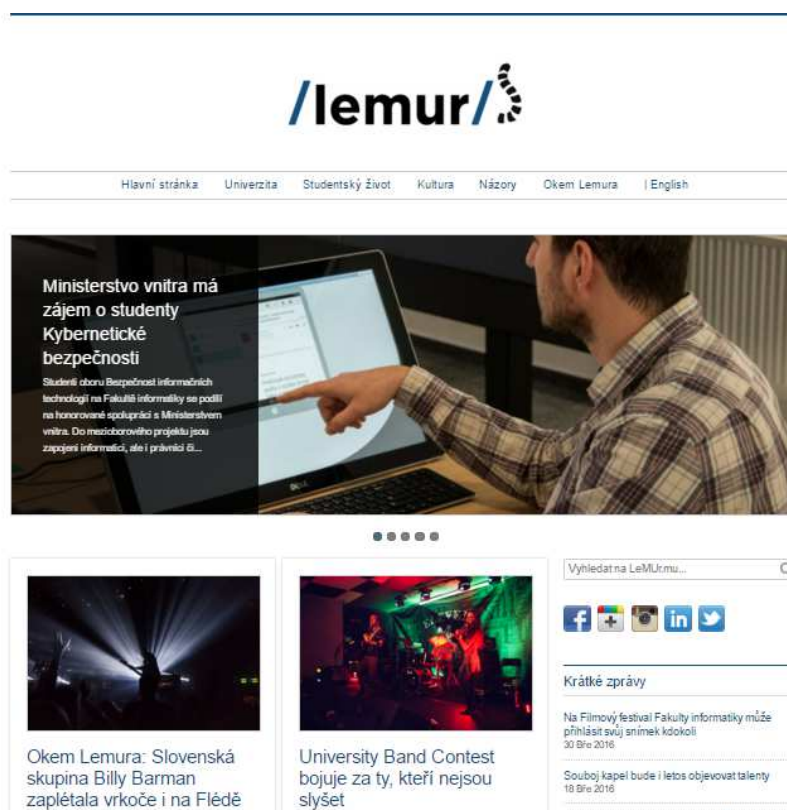 /lemur/
Hlavní stránka Univerzita Studentský život Kultura Názory Okem Lemura | English
Ministerstvo vnitra má
zájem o studenty
Kybernetické
bezpečnosti
Studenti oboru Bezpečnost informačních
technologií na Fakultě informatiky se podílí
na honorované spolupráci s Ministerstvem
vnitra. Do mezioborového projektu jsou
zapojeni informatici, ale i právníci či...
DELL
Okem Lemura: Slovenská
skupina Billy Barman
zaplétala vrkoče i na Flédě
University Band Contest
bojuje za ty, kteří nejsou
slyšet
Vyhledat na LeMUr.mu...
Krátké zprávy
Na Filmový festival Fakulty informatiky může
přihlásit svůj snímek kdokoli
30 Bře 2016
Souboj kapel bude i letos objevovat talenty
18 Bře 2016